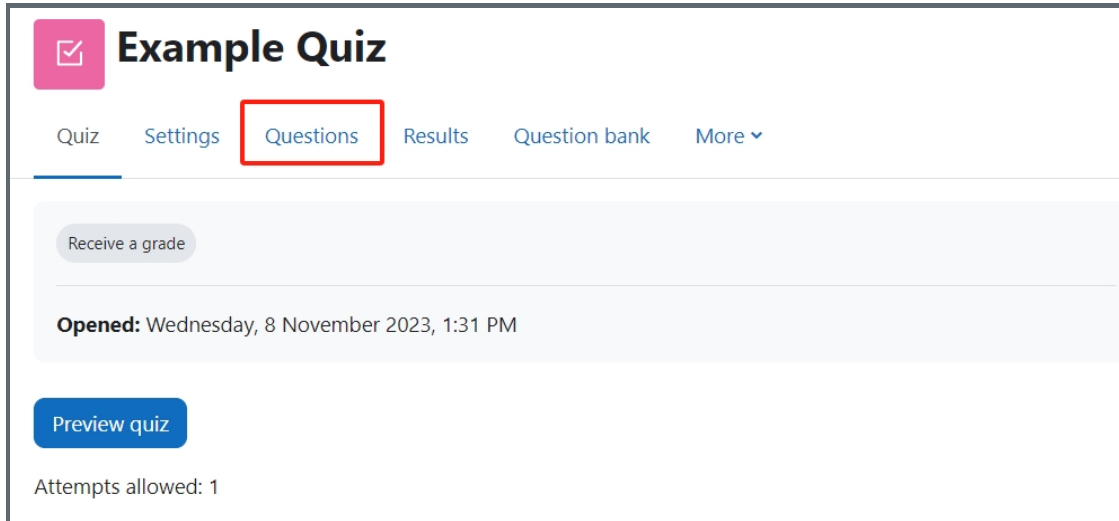 Example Quiz
Quiz Settings Questions Results Question bank More
Receive a grade
Opened: Wednesday, 8 November 2023, 1:31 PM
Preview quiz
Attempts allowed: 1